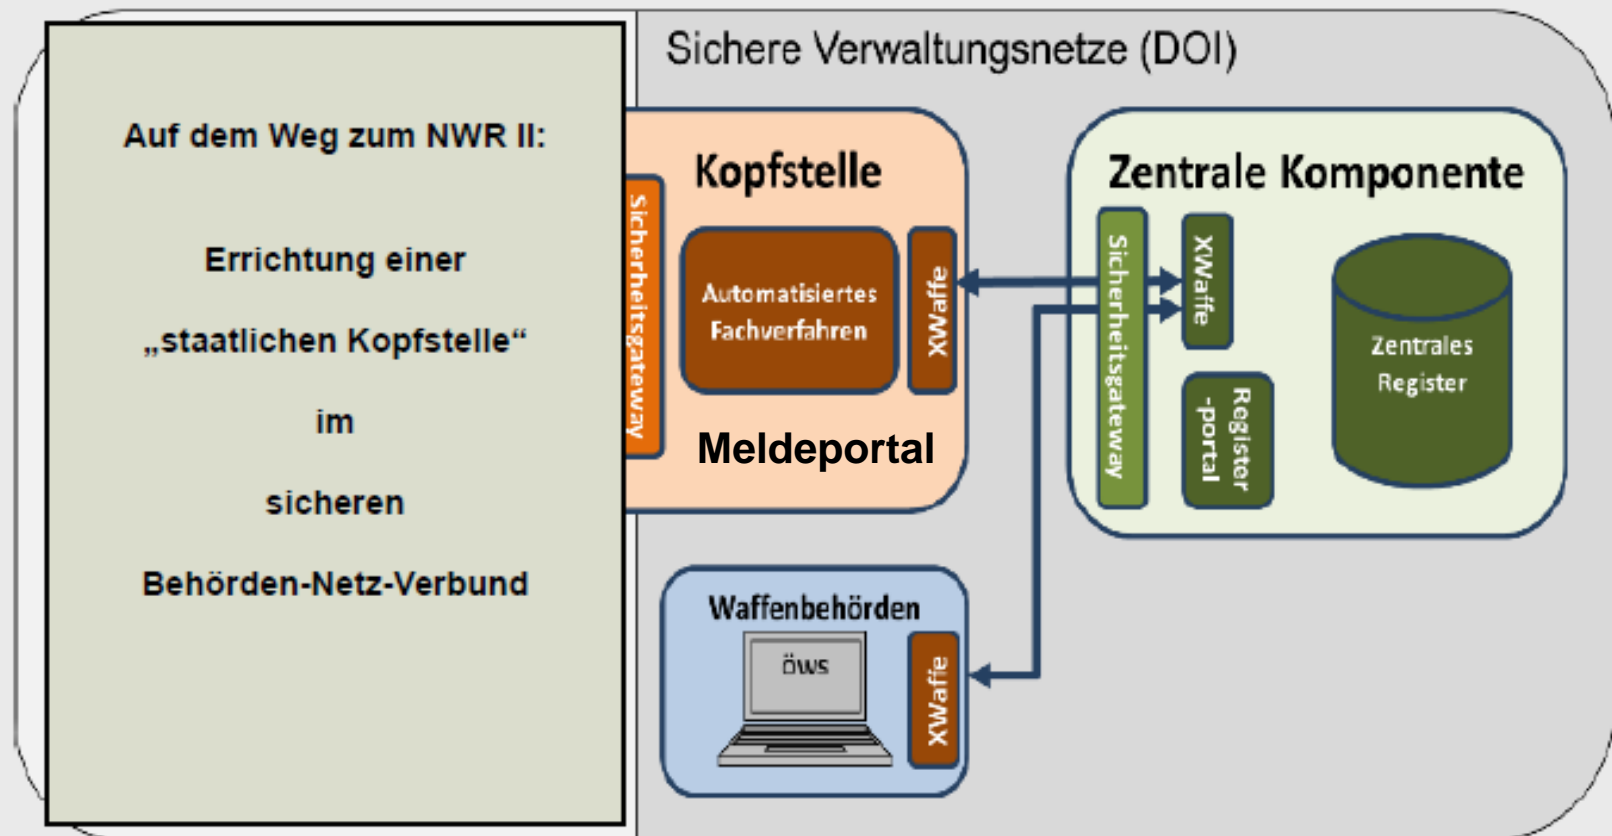 Auf dem Weg zum NWR II:
Errichtung einer
„staatlichen Kopfstelle“
im
sicheren
Behörden-Netz-Verbund
Sichere Verwaltungsnetze (DOI)
Kopfstelle
Sicherheitsgateway
Automatisiertes
Fachverfahren
XWaffe
Meldeportal
Waffenbehörden
ÖWS
XWaffe
Zentrale Komponente
Sicherheitsgateway
XWaffe
Register
-portal
Zentrales
Register